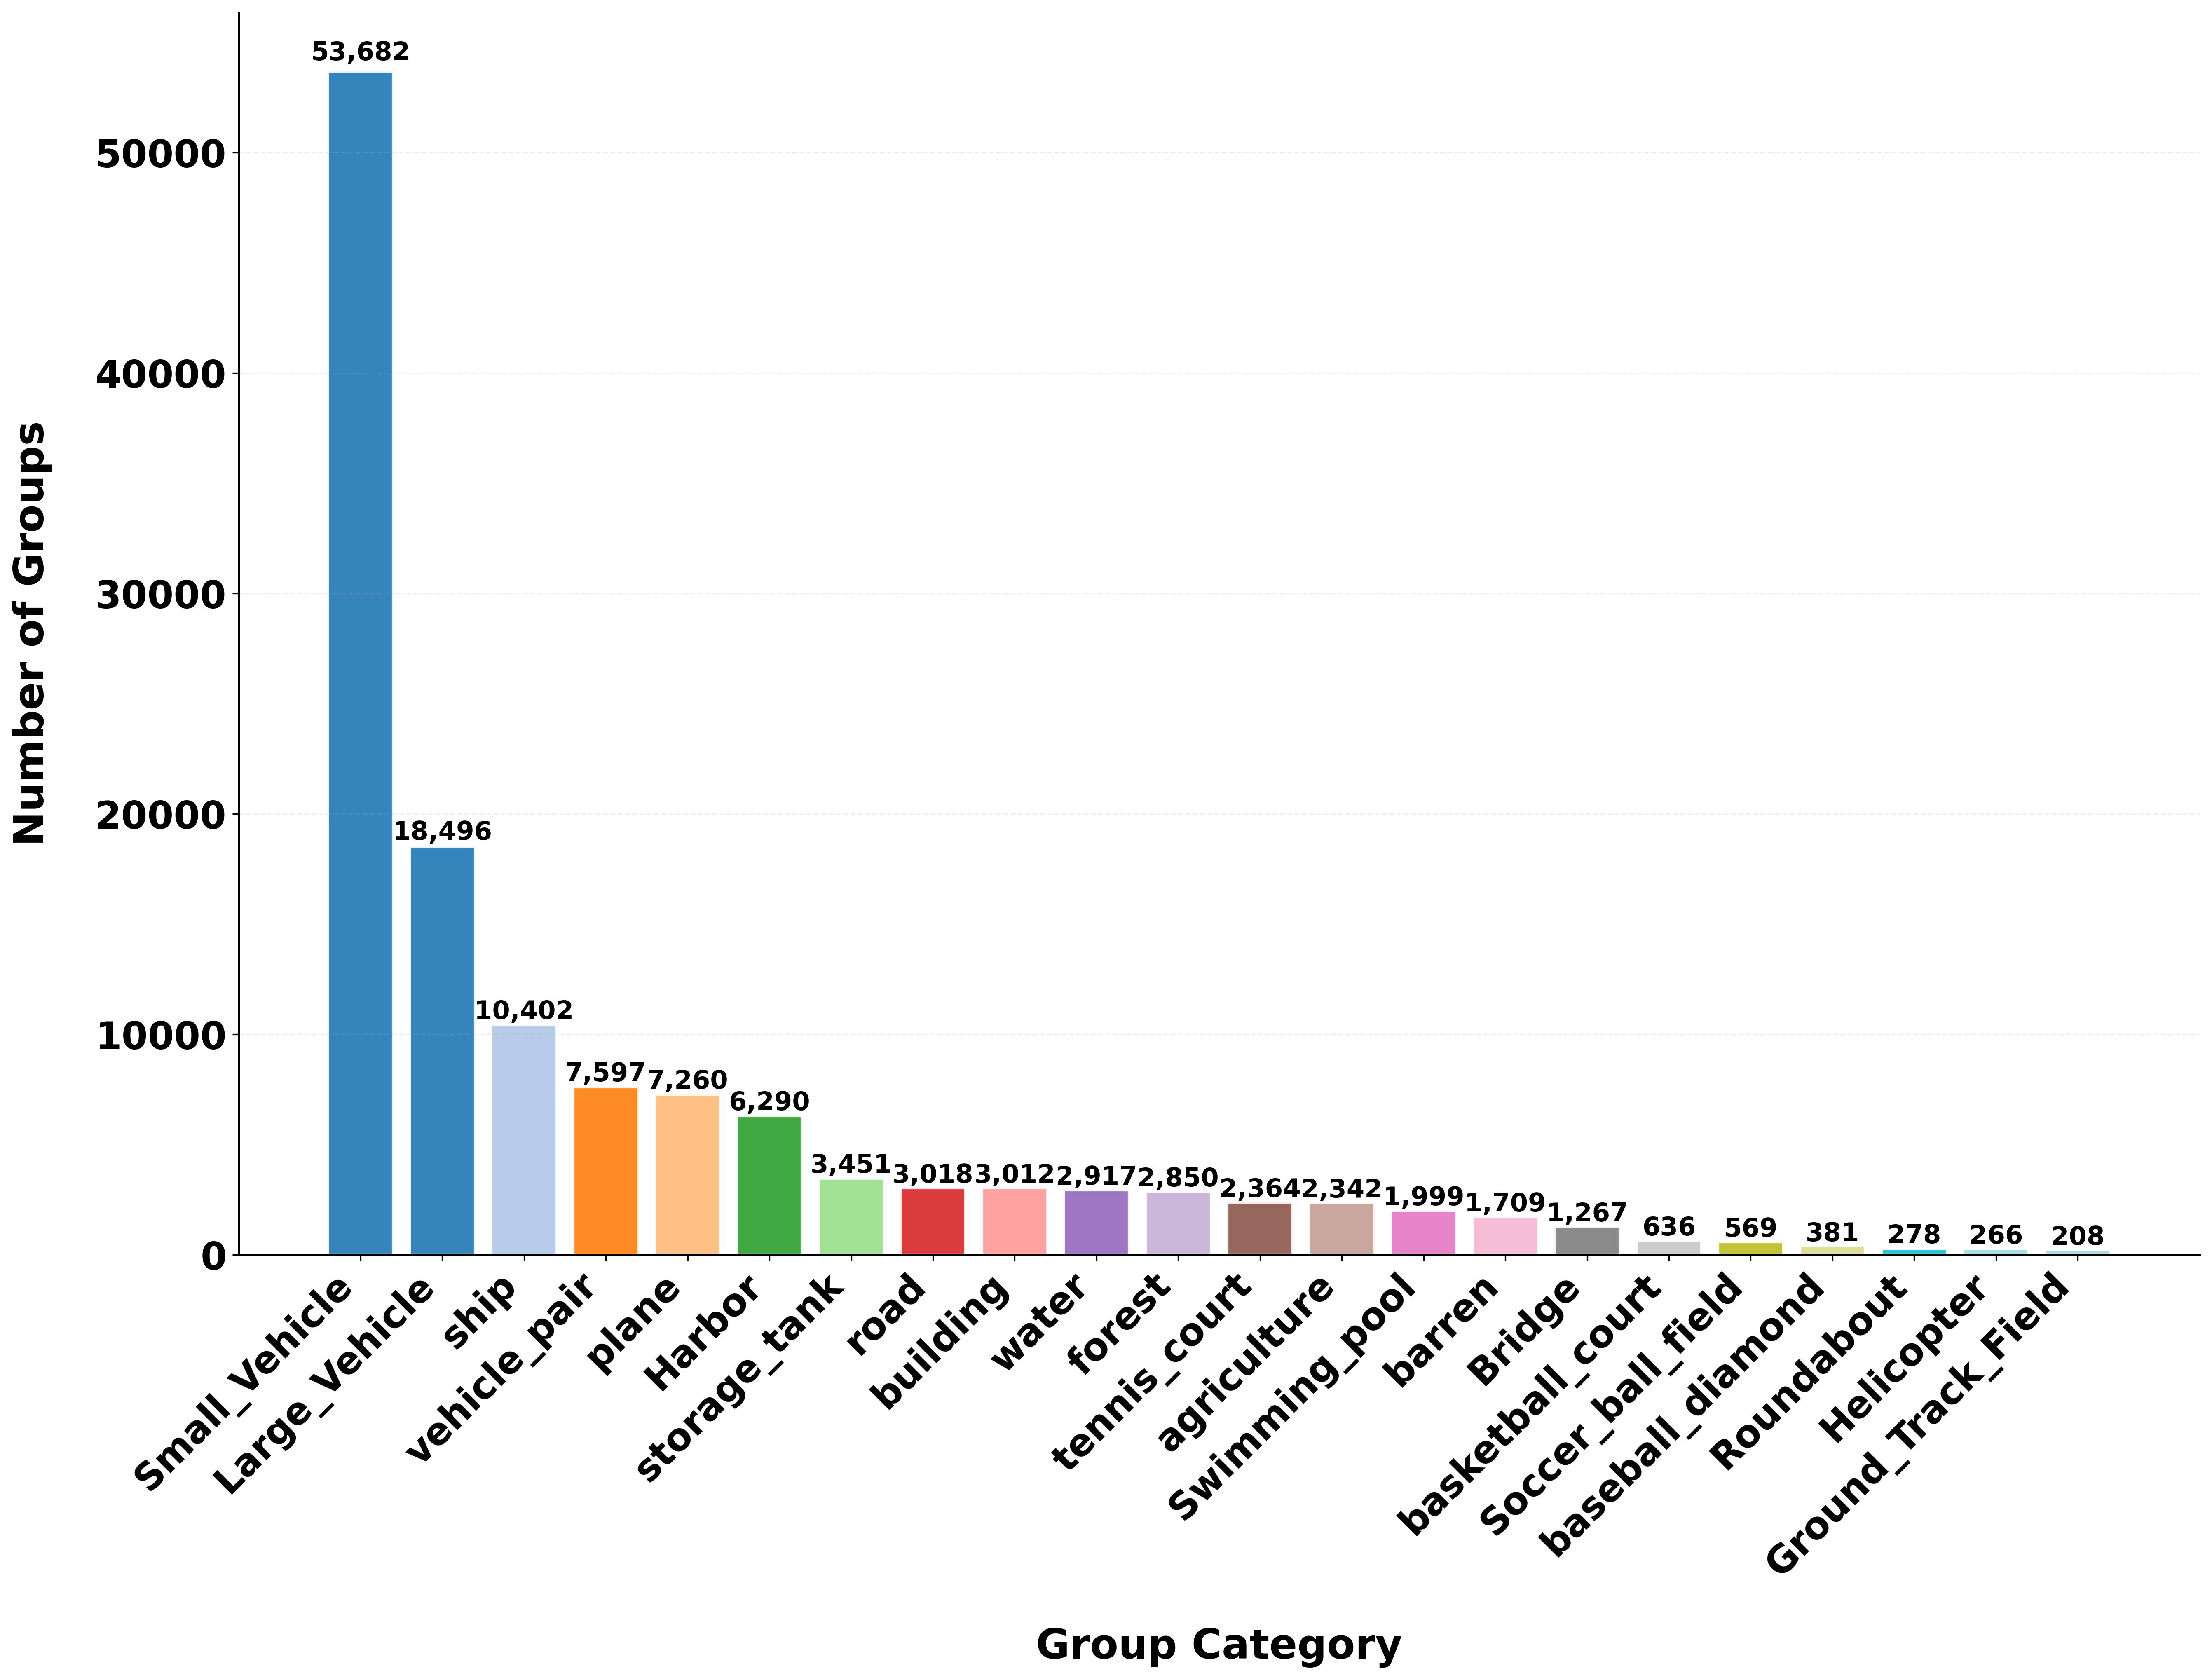 Number of Groups
50000
40000
30000
20000
10000
0
53,682
18,496
10,402
7,597
7,260
6,290
3,451
3,018
3,012
2,917
2,850
2,364
2,342
1,999
1,709
1,267
636
569
381
278
266
208
Small_Vehicle
Large_Vehicle
ship
vehicle_pair
plane
Harbor
storage_tank
road
building
water
forest
tennis_court
agriculture
Swimming_pool
barren
Bridge
basketball_court
Soccer_ball_field
baseball_diamond
Roundabout
Helicopter
Ground_Track_Field
Group Category